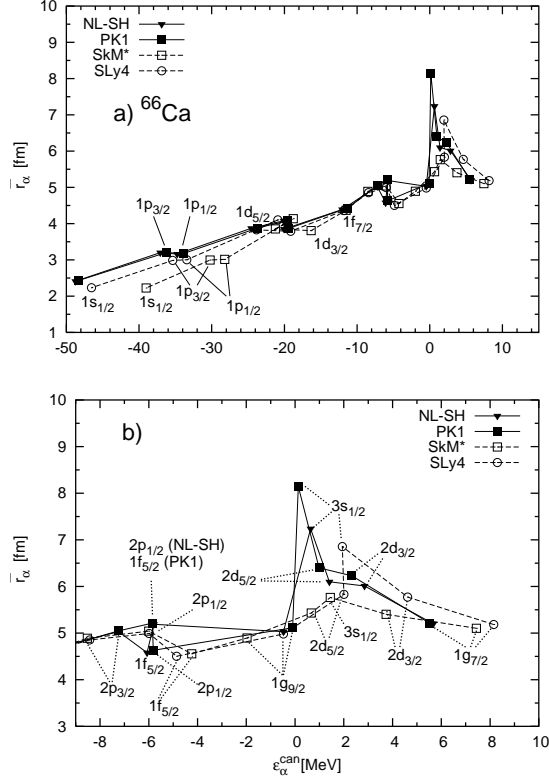 NL-SH
PK1
SkM*
SLy4
10
9
8
7
6
5
4
3
2
1
a) ⁶⁶Ca
r̄α [fm]
1p3/2
1p1/2
1d5/2
1f7/2
1d3/2
1s1/2
1s1/2
1p3/2
1p1/2
-50
-40
-30
-20
-10
0
10
NL-SH
PK1
SkM*
SLy4
10
9
8
7
6
5
4
3
b)
r̄α [fm]
3s1/2
2p1/2 (NL-SH)
1f5/2 (PK1)
2d3/2
2d5/2
2p1/2
3s1/2
2d5/2
2d3/2
1g7/2
1f5/2
2p3/2
2p1/2
1g9/2
1f5/2
-8
-6
-4
-2
0
2
4
6
8
10
εαcan[MeV]